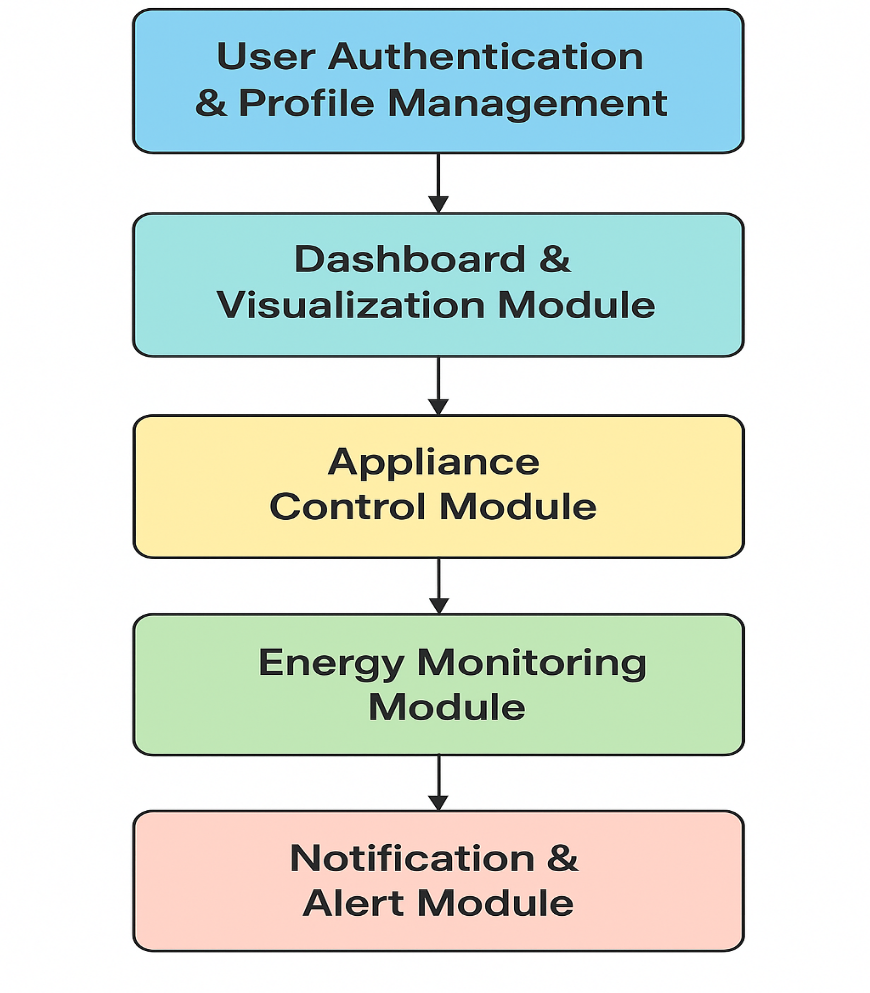 User Authentication
& Profile Management
Dashboard &
Visualization Module
Appliance
Control Module
Energy Monitoring
Module
Notification &
Alert Module